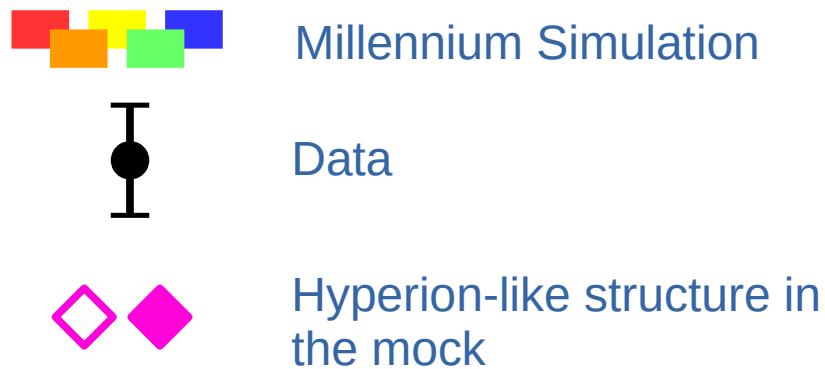 Millennium Simulation
Data
Hyperion-like structure in
the mock